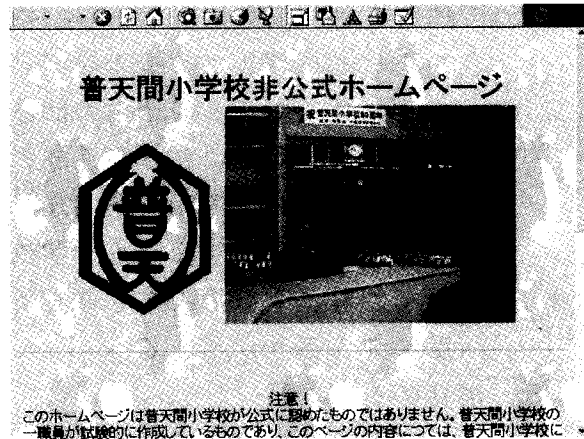 普天間小学校非公式ホームページ
普天
注意！
このホームページは普天間小学校が公式に認めたものではありません。普天間小学校の
一職員が試験的に作成しているものであり、このページの内容につては、普天間小学校に